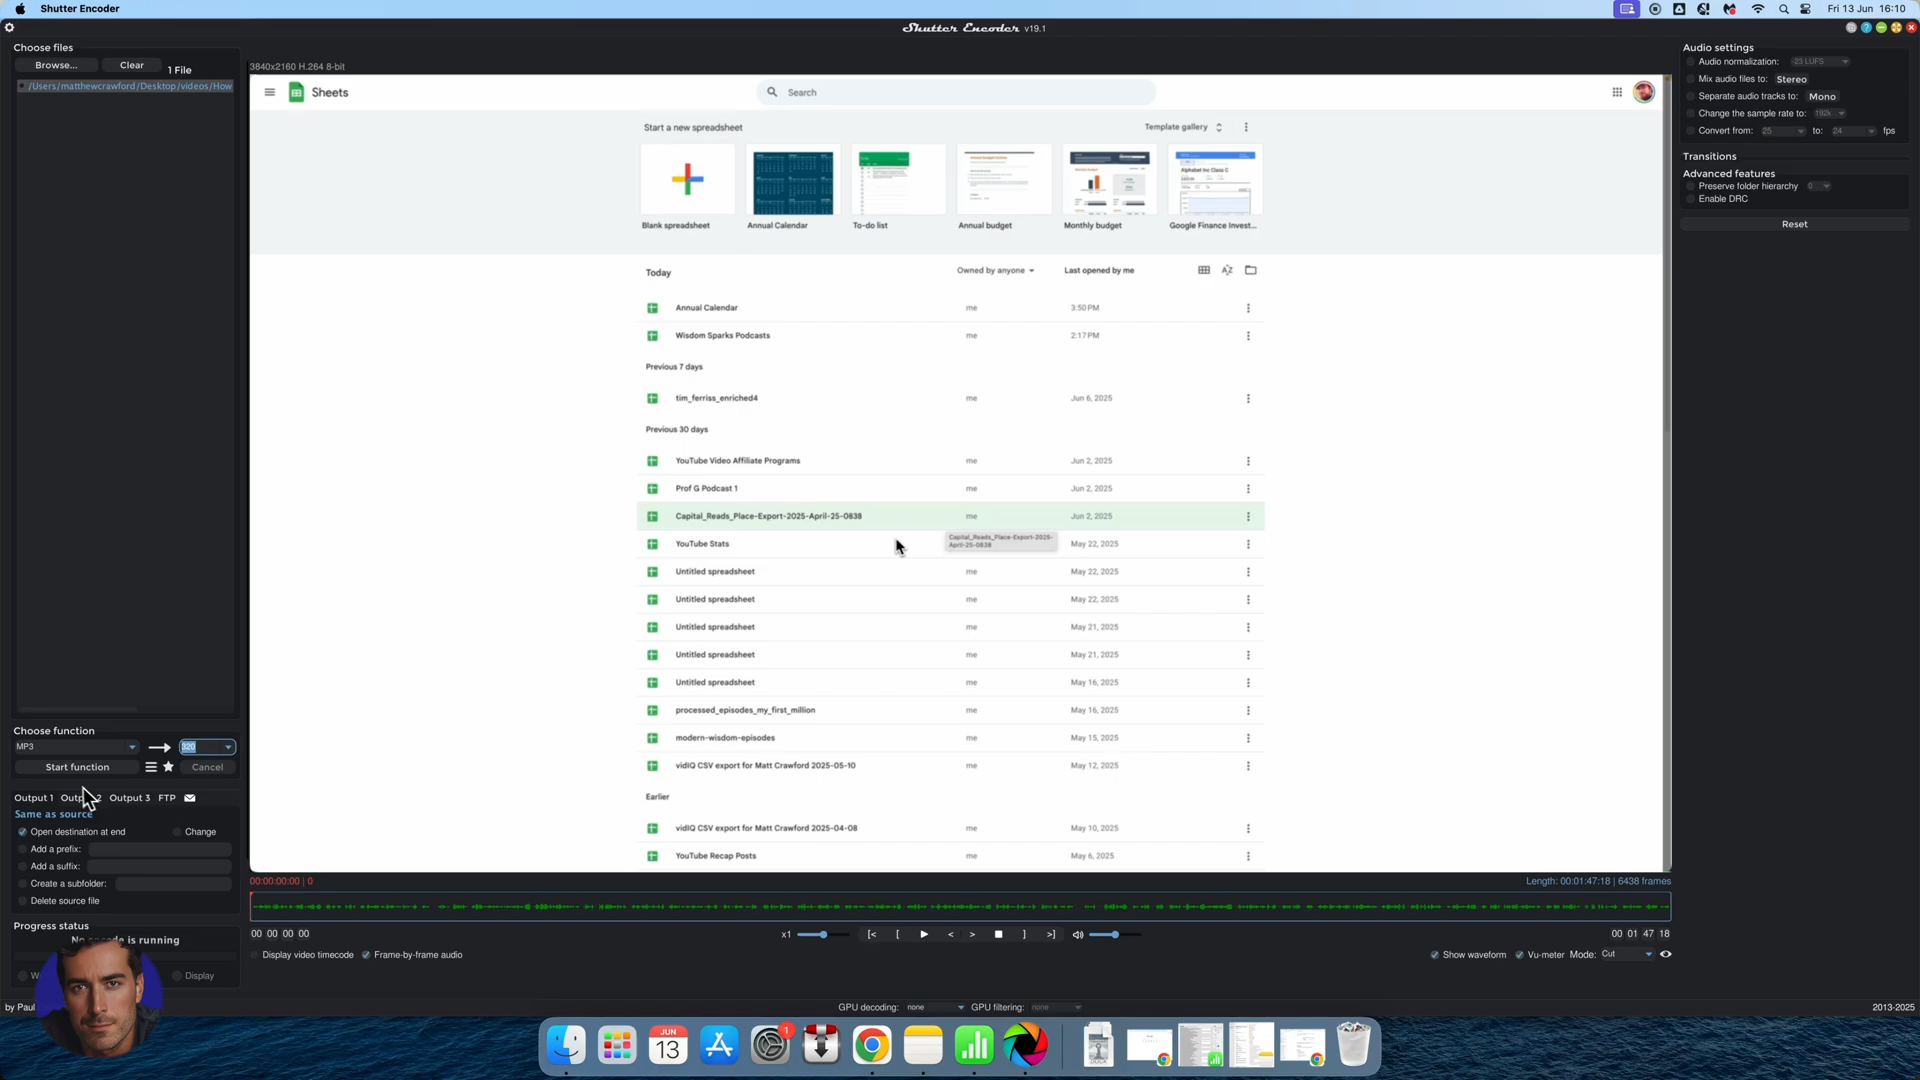 Shutter Encoder
Fri 13 Jun 16:10
Shutter Encoder v19.1
Choose files
Browse...
Clear
1 File
/Users/matthewcrawford/Desktop/videos/How
3840x2160 H.264 8-bit
Sheets
Search
Start a new spreadsheet
Template gallery
Blank spreadsheet
Annual Calendar
To-do list
Annual budget
Monthly budget
Google Finance Invest...
Today
Owned by anyone
Last opened by me
Annual Calendar me 3:50 PM
Wisdom Sparks Podcasts me 2:17 PM
Previous 7 days
tim_ferriss_enriched4 me Jun 6, 2025
Previous 30 days
YouTube Video Affiliate Programs me Jun 2, 2025
Prof G Podcast 1 me Jun 2, 2025
Capital_Reads_Place-Export-2025-April-25-0838 me Jun 2, 2025
Capital_Reads_Place-Export-2025-
April-25-0838
YouTube Stats May 22, 2025
Untitled spreadsheet me May 22, 2025
Untitled spreadsheet me May 22, 2025
Untitled spreadsheet me May 21, 2025
Untitled spreadsheet me May 21, 2025
Untitled spreadsheet me May 16, 2025
processed_episodes_my_first_million me May 16, 2025
modern-wisdom-episodes me May 15, 2025
vidIQ CSV export for Matt Crawford 2025-05-10 me May 12, 2025
Earlier
vidIQ CSV export for Matt Crawford 2025-04-08 me May 10, 2025
YouTube Recap Posts me May 6, 2025
Audio settings
Audio normalization: -23 LUFS
Mix audio files to: Stereo
Separate audio tracks to: Mono
Change the sample rate to: 192k
Convert from: 25 to: 24 fps
Transitions
Advanced features
Preserve folder hierarchy 0
Enable DRC
Reset
Choose function
MP3
320
Start function
Cancel
Output 1
2
Output 3
FTP
Same as source
Open destination at end
Change
Add a prefix:
Add a suffix:
Create a subfolder:
Delete source file
Progress status
is running
Display
by Paul
00:00:00:00 | 0
Length: 00:01:47:18 | 6438 frames
00 00 00 00
x1
00 01 47 18
Display video timecode
Frame-by-frame audio
Show waveform
Vu-meter
Mode: Cut
GPU decoding: none
GPU filtering: none
2013-2025
JUN
13
1